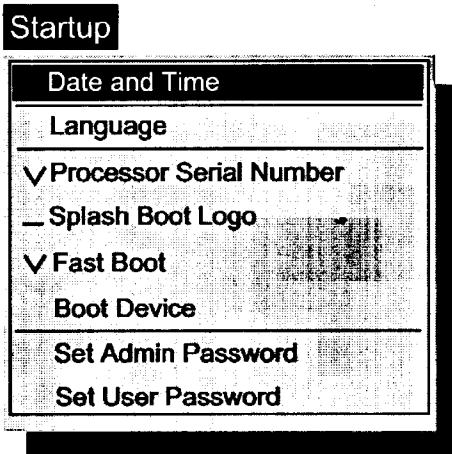 Startup
Date and Time
Language
√ Processor Serial Number
_ Splash Boot Logo
√ Fast Boot
Boot Device
Set Admin Password
Set User Password